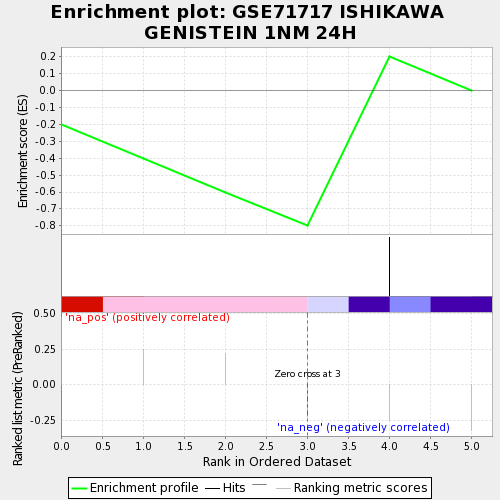 Enrichment plot: GSE71717 ISHIKAWA
GENISTEIN 1NM 24H
Enrichment score (ES)
0.2
0.1
0.0
-0.1
-0.2
-0.3
-0.4
-0.5
-0.6
-0.7
-0.8
Ranked list metric (PreRanked)
0.50
0.25
0.00
-0.25
'na_pos' (positively correlated)
Zero cross at 3
'na_neg' (negatively correlated)
0.0 0.5 1.0 1.5 2.0 2.5 3.0 3.5 4.0 4.5 5.0
Rank in Ordered Dataset
Enrichment profile Hits Ranking metric scores